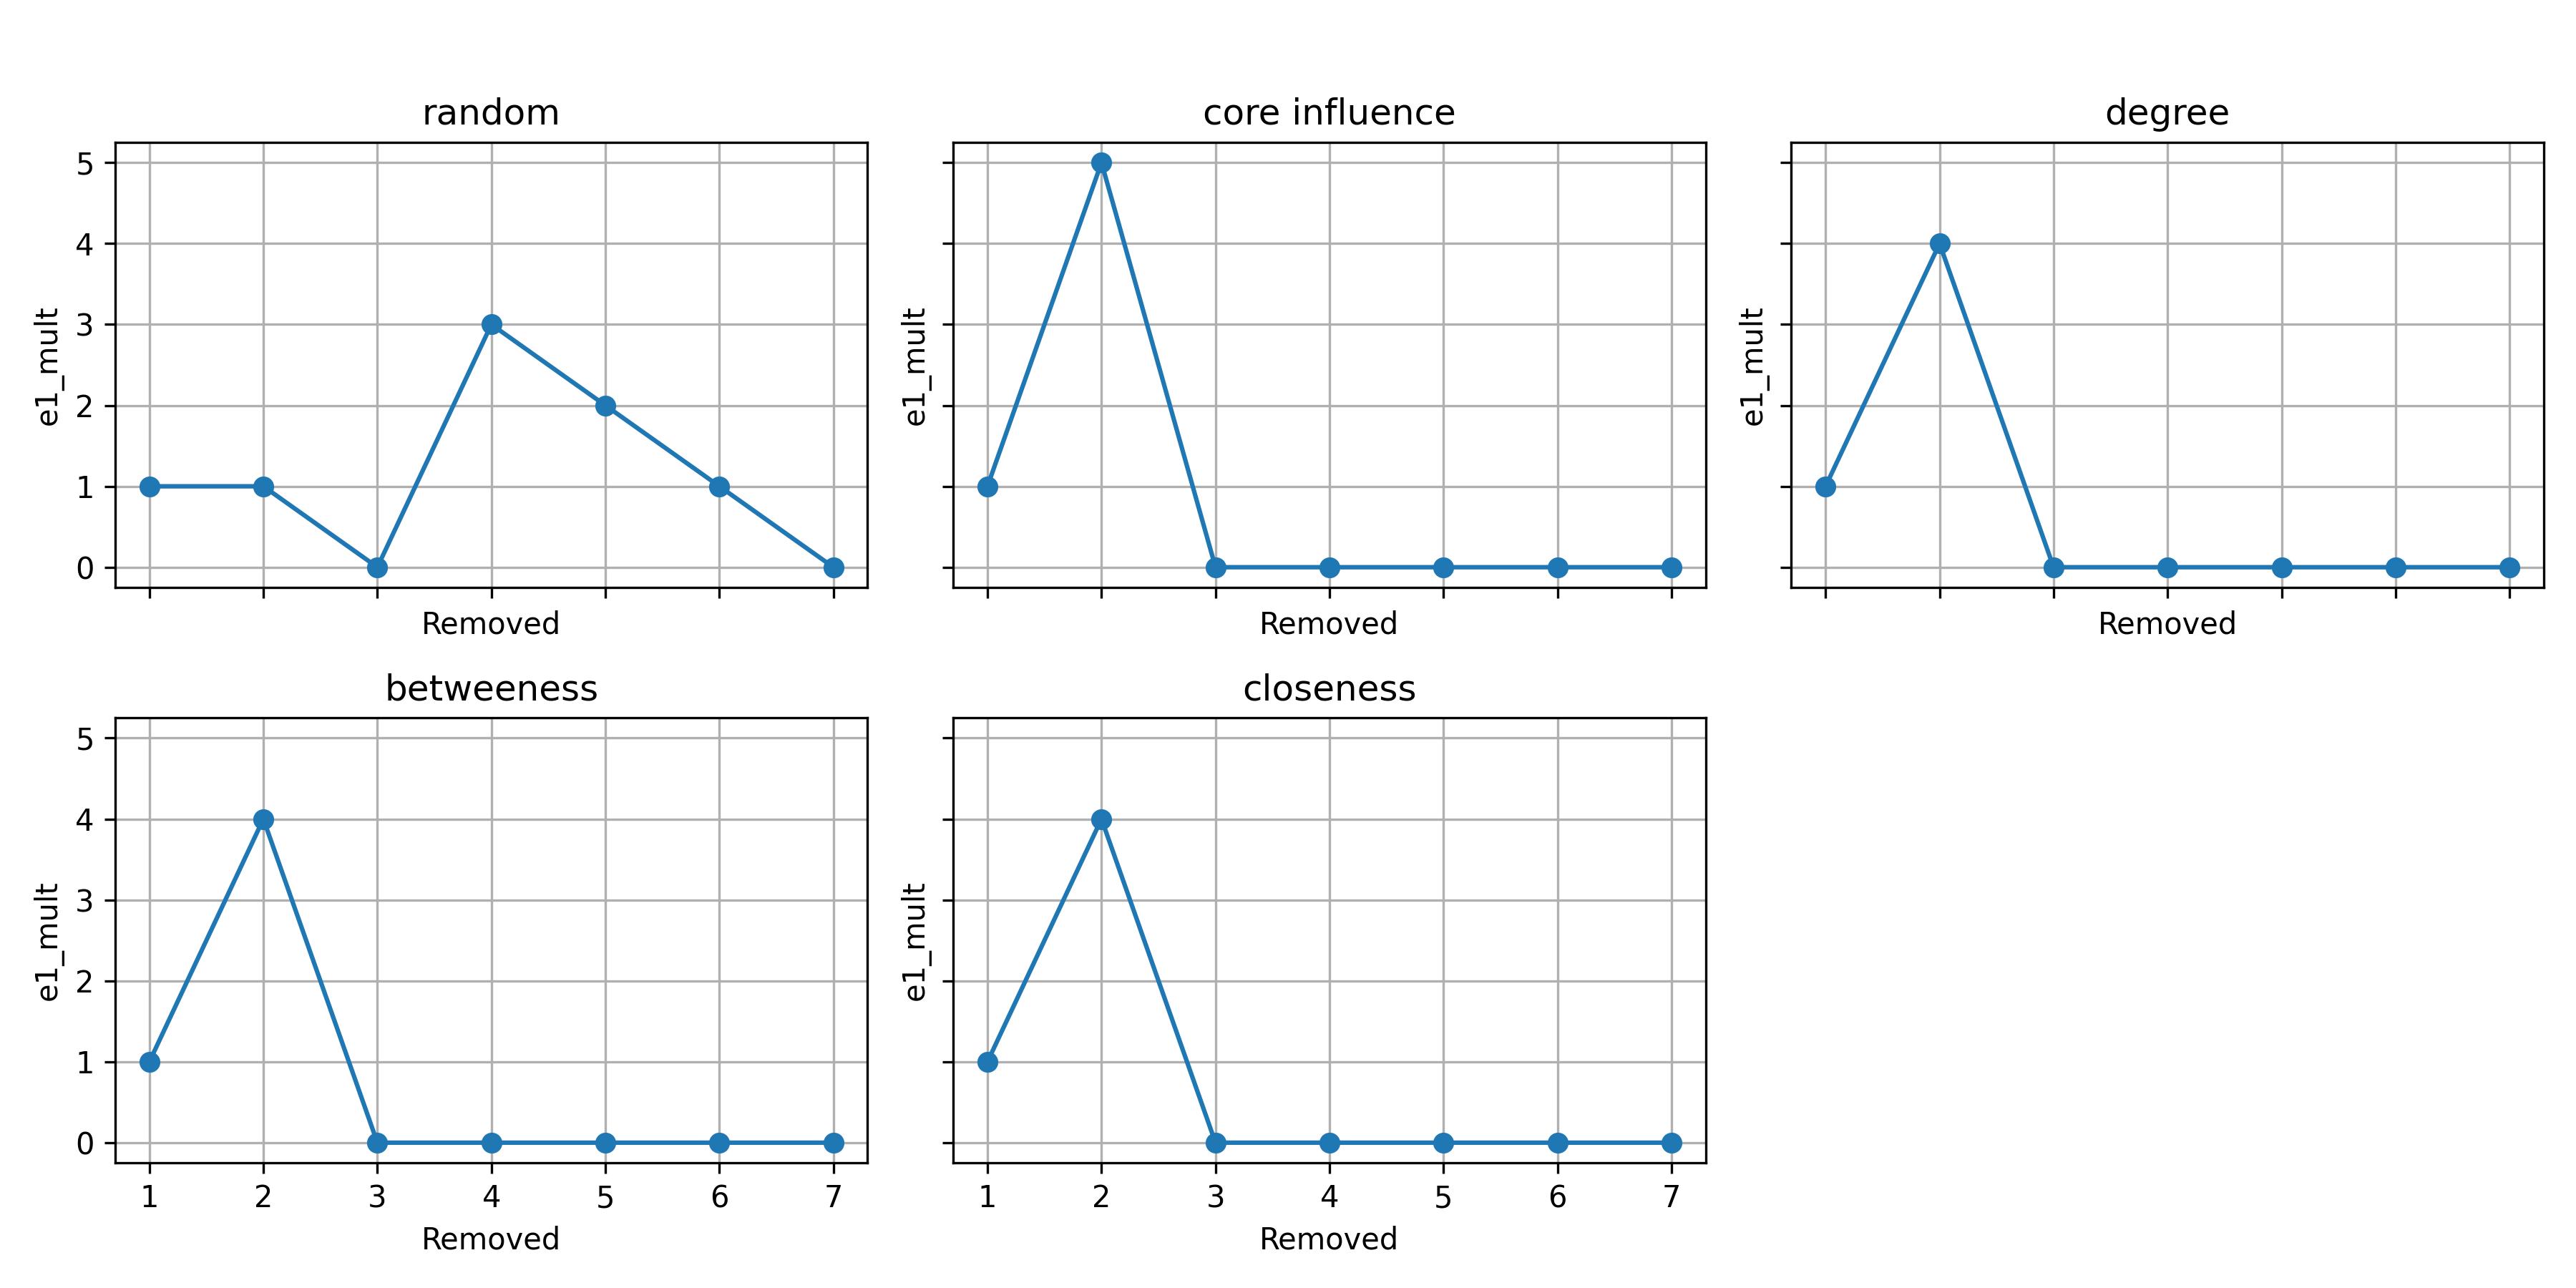 random
5
4
3
2
1
0
e1_mult
Removed
core influence
e1_mult
Removed
degree
e1_mult
Removed
betweeness
5
4
3
2
1
0
e1_mult
1 2 3 4 5 6 7
Removed
closeness
e1_mult
1 2 3 4 5 6 7
Removed